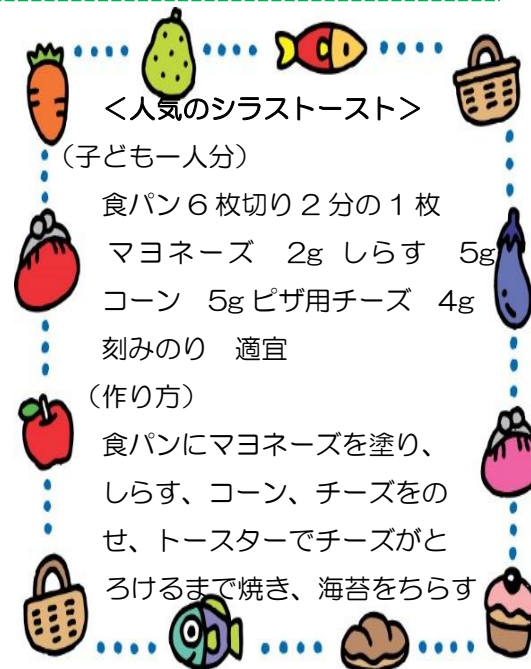 ＜人気のシラストースト＞
（子ども一人分）
食パン６枚切り２分の１枚
マヨネーズ　2g しらす　5g
コーン　5g ピザ用チーズ　4g
刻みのり　適宜
（作り方）
食パンにマヨネーズを塗り、
しらす、コーン、チーズをの
せ、トースターでチーズがと
ろけるまで焼き、海苔をちらす